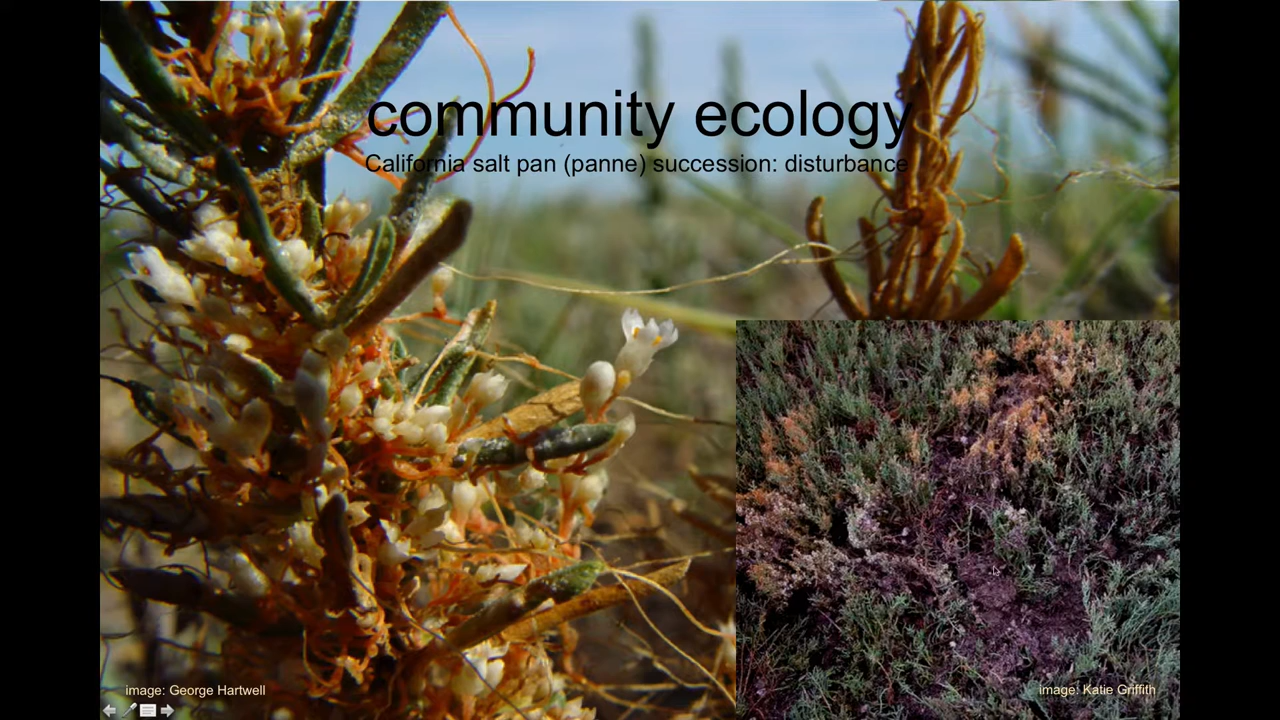 community ecology
California salt pan (panne) succession: disturbance
image: George Hartwell
image: Katie Griffith